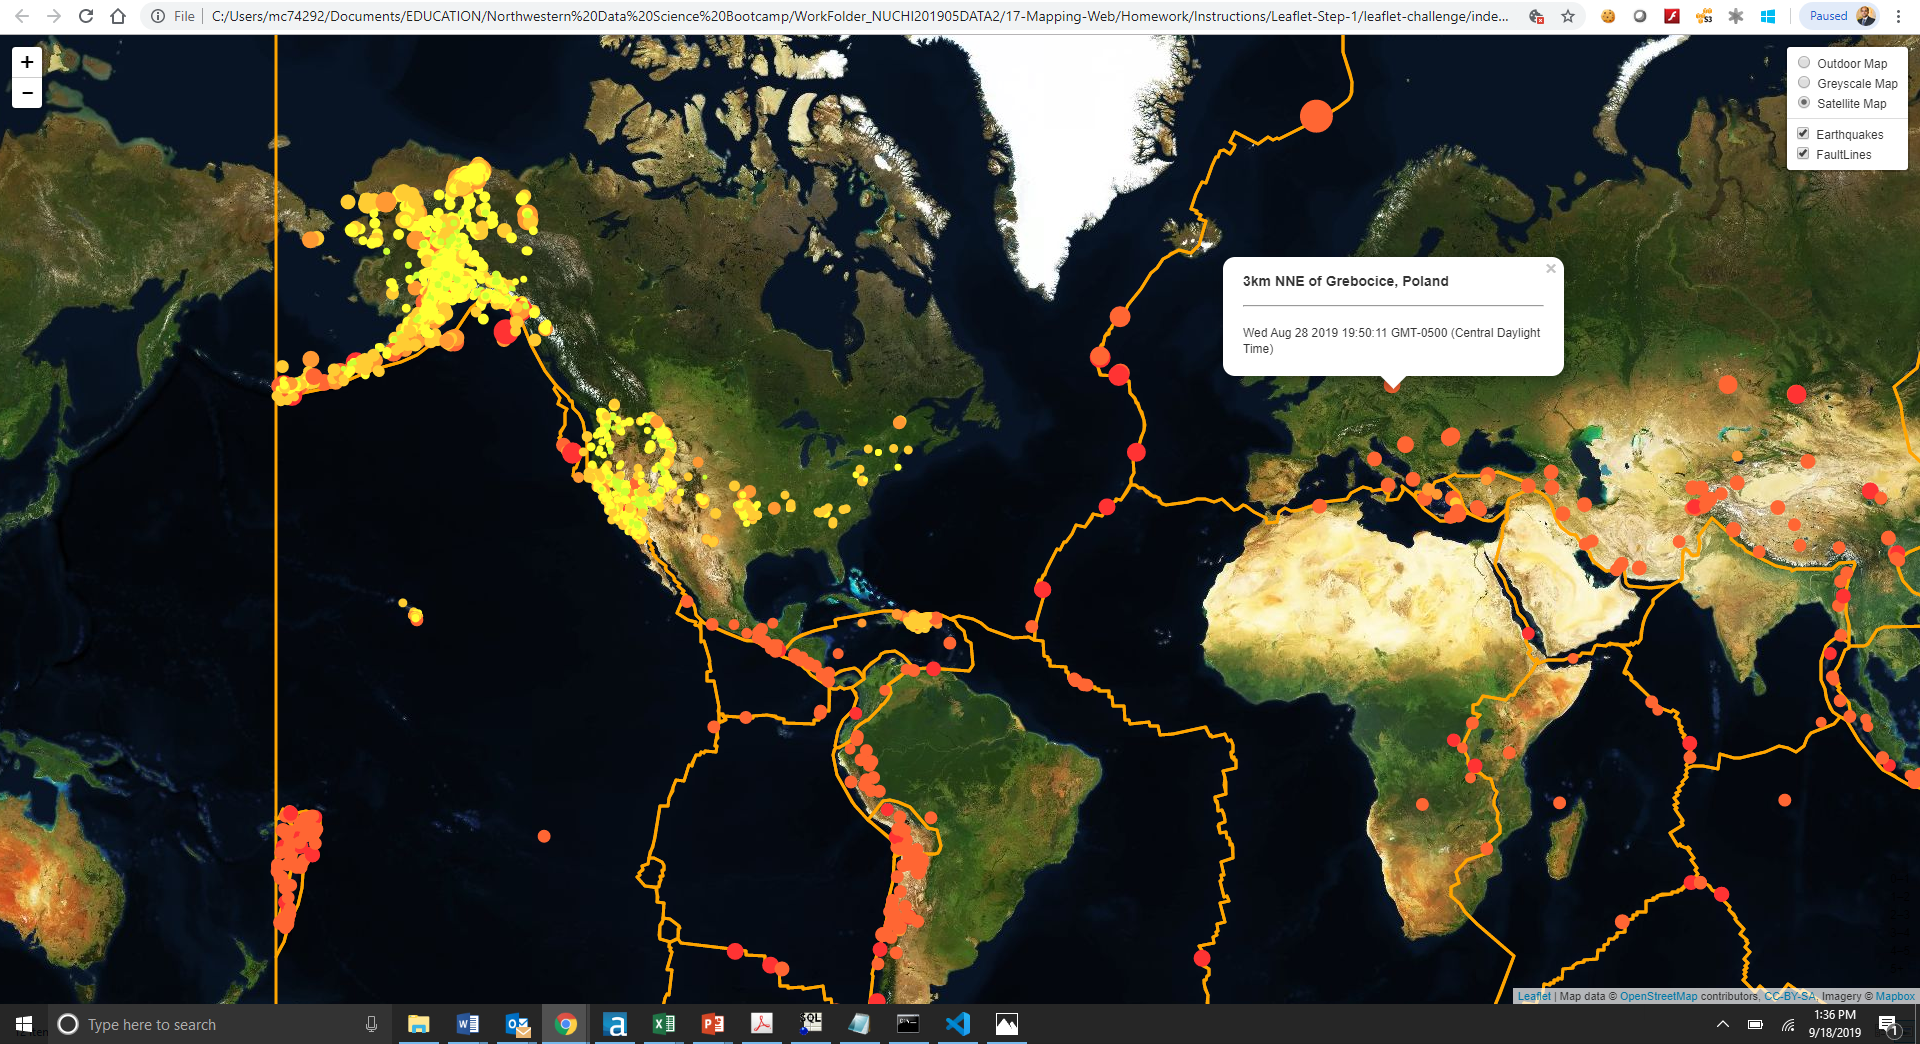 File
C:/Users/mc74292/Documents/EDUCATION/Northwestern%20Data%20Science%20Bootcamp/WorkFolder_NUCHI201905DATA2/17-Mapping-Web/Homework/Instructions/Leaflet-Step-1/leaflet-challenge/inde...
S3
Paused
+
−
Outdoor Map
Greyscale Map
Satellite Map
Earthquakes
FaultLines
×
3km NNE of Grebocice, Poland
Wed Aug 28 2019 19:50:11 GMT-0500 (Central Daylight
Time)
Leaflet | Map data © OpenStreetMap contributors, CC-BY-SA, Imagery © Mapbox
Type here to search
a
SQL
1:36 PM
9/18/2019
1